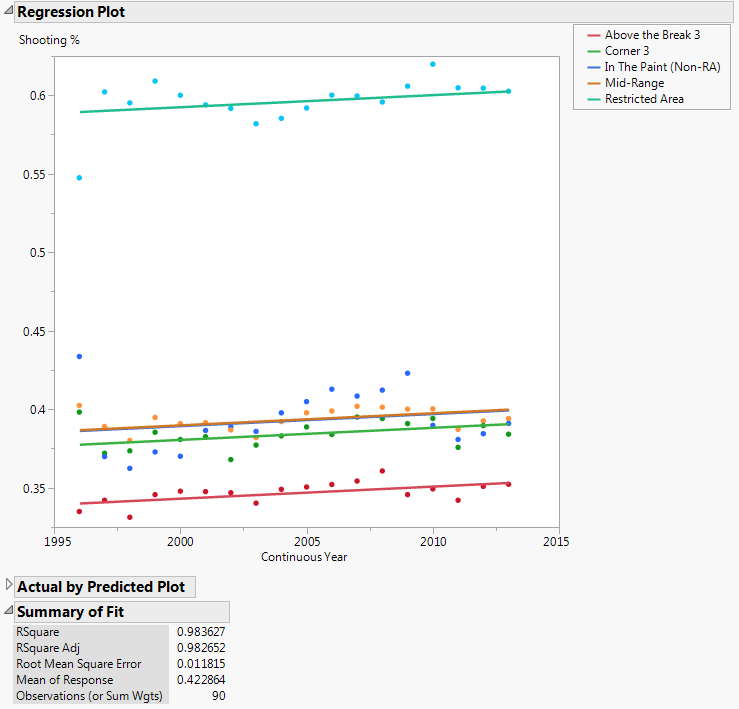 Regression Plot
Shooting %
Above the Break 3
Corner 3
In The Paint (Non-RA)
Mid-Range
Restricted Area
0.6
0.55
0.5
0.45
0.4
0.35
1995 2000 2005 2010 2015
Continuous Year
Actual by Predicted Plot
Summary of Fit
RSquare 0.983627
RSquare Adj 0.982652
Root Mean Square Error 0.011815
Mean of Response 0.422864
Observations (or Sum Wgts) 90